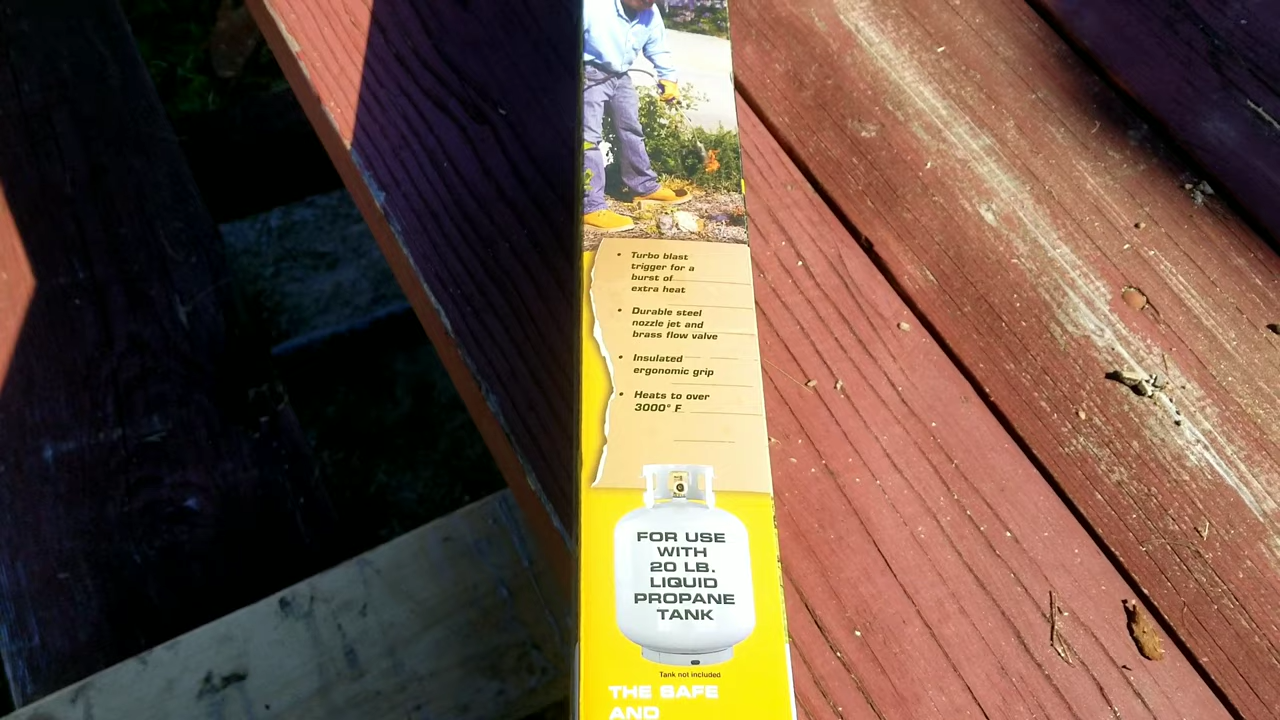 • Turbo blast
trigger for a
burst of
extra heat
• Durable steel
nozzle jet and
brass flow valve
• Insulated
ergonomic grip
• Heats to over
3000° F
FOR USE
WITH
20 LB.
LIQUID
PROPANE
TANK
Tank not included
THE SAFE
AND